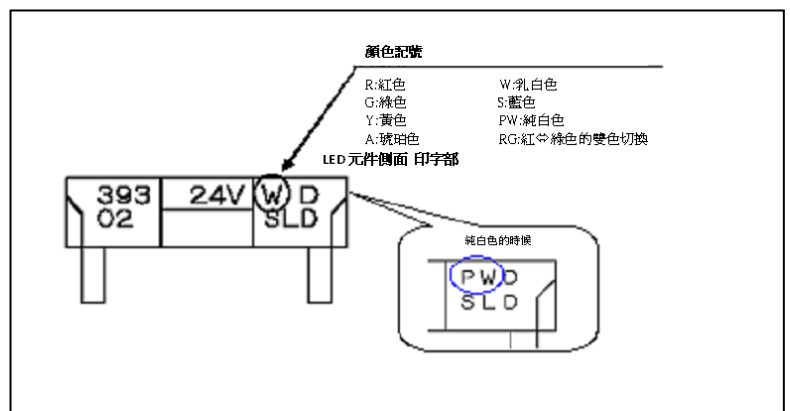 顏色記號
R:紅色 W:乳白色
G:綠色 S:藍色
Y:黃色 PW:純白色
A:琥珀色 RG:紅⇔綠色的雙色切換
LED元件側面 印字部
393 24V W D
02 SLD
純白色的時候
PWD
SLD